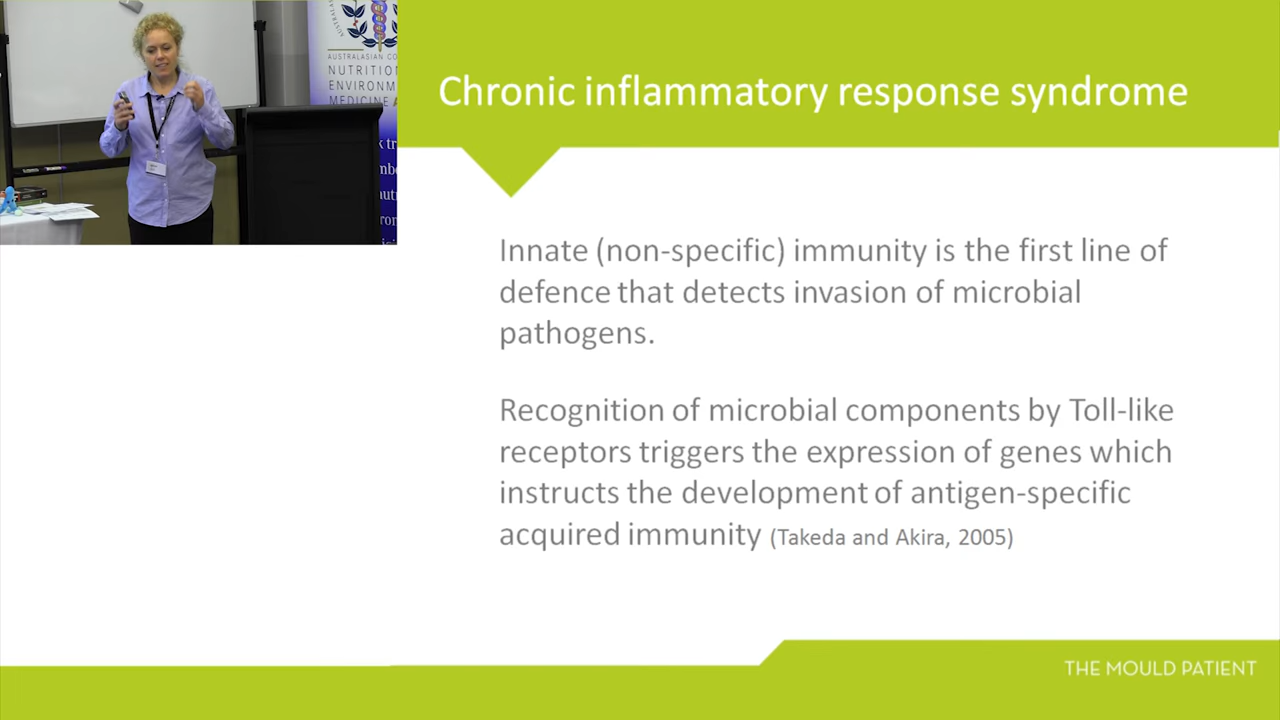 AUSTRALASIAN CO
NUTRITION
ENVIRONM
MEDICINE A
Chronic inflammatory response syndrome
Innate (non-specific) immunity is the first line of
defence that detects invasion of microbial
pathogens.
Recognition of microbial components by Toll-like
receptors triggers the expression of genes which
instructs the development of antigen-specific
acquired immunity (Takeda and Akira, 2005)
THE MOULD PATIENT